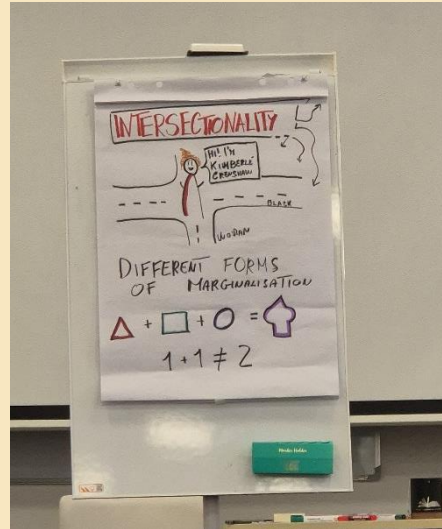 INTERSECTIONALITY
Hi! I'm
KIMBERLÉ
CRENSHAW
BLACK
WOMAN
DIFFERENT FORMS
OF MARGINALISATION
+ + =
1 + 1 ≠ 2